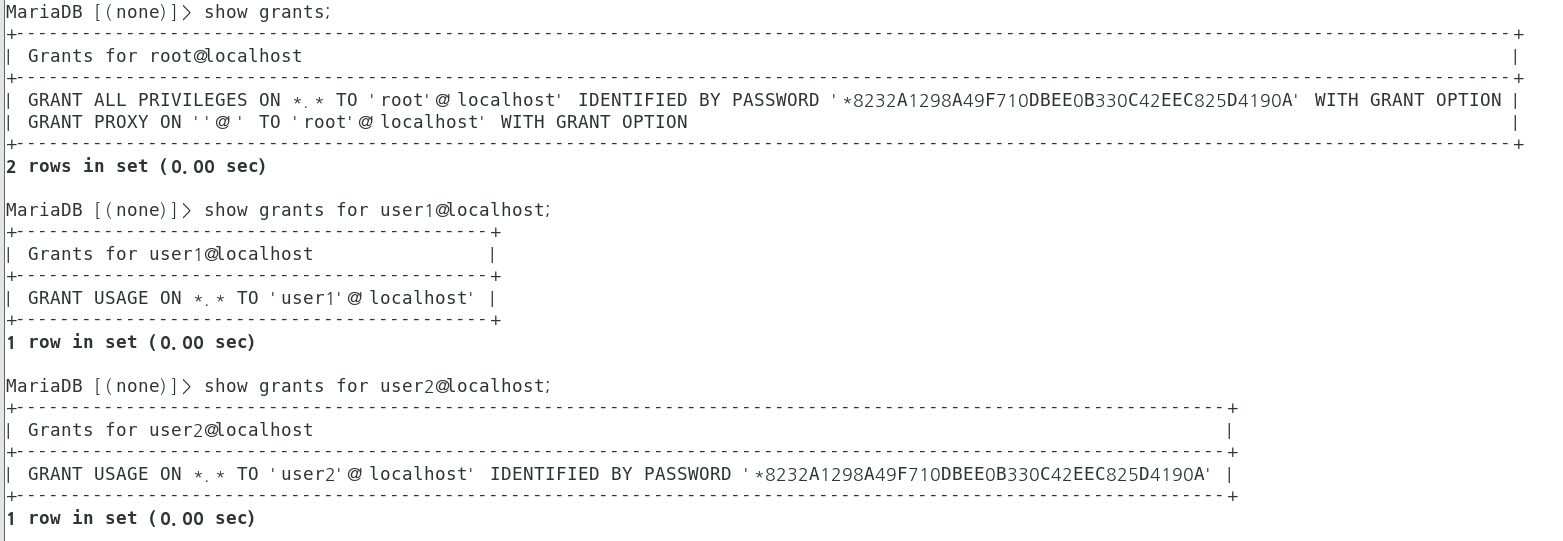 MariaDB [(none)]> show grants;
+----------------------------------------------------------------------------------------------------------------------------------------+
| Grants for root@localhost                                                                                                              |
+----------------------------------------------------------------------------------------------------------------------------------------+
| GRANT ALL PRIVILEGES ON *.* TO 'root'@'localhost' IDENTIFIED BY PASSWORD '*8232A1298A49F710DBEE0B330C42EEC825D4190A' WITH GRANT OPTION |
| GRANT PROXY ON ''@'' TO 'root'@'localhost' WITH GRANT OPTION                                                                           |
+----------------------------------------------------------------------------------------------------------------------------------------+
2 rows in set (0.00 sec)
MariaDB [(none)]> show grants for user1@localhost;
+-------------------------------------------+
| Grants for user1@localhost                |
+-------------------------------------------+
| GRANT USAGE ON *.* TO 'user1'@'localhost' |
+-------------------------------------------+
1 row in set (0.00 sec)
MariaDB [(none)]> show grants for user2@localhost;
+--------------------------------------------------------------------------------------------------------------+
| Grants for user2@localhost                                                                                   |
+--------------------------------------------------------------------------------------------------------------+
| GRANT USAGE ON *.* TO 'user2'@'localhost' IDENTIFIED BY PASSWORD '*8232A1298A49F710DBEE0B330C42EEC825D4190A' |
+--------------------------------------------------------------------------------------------------------------+
1 row in set (0.00 sec)